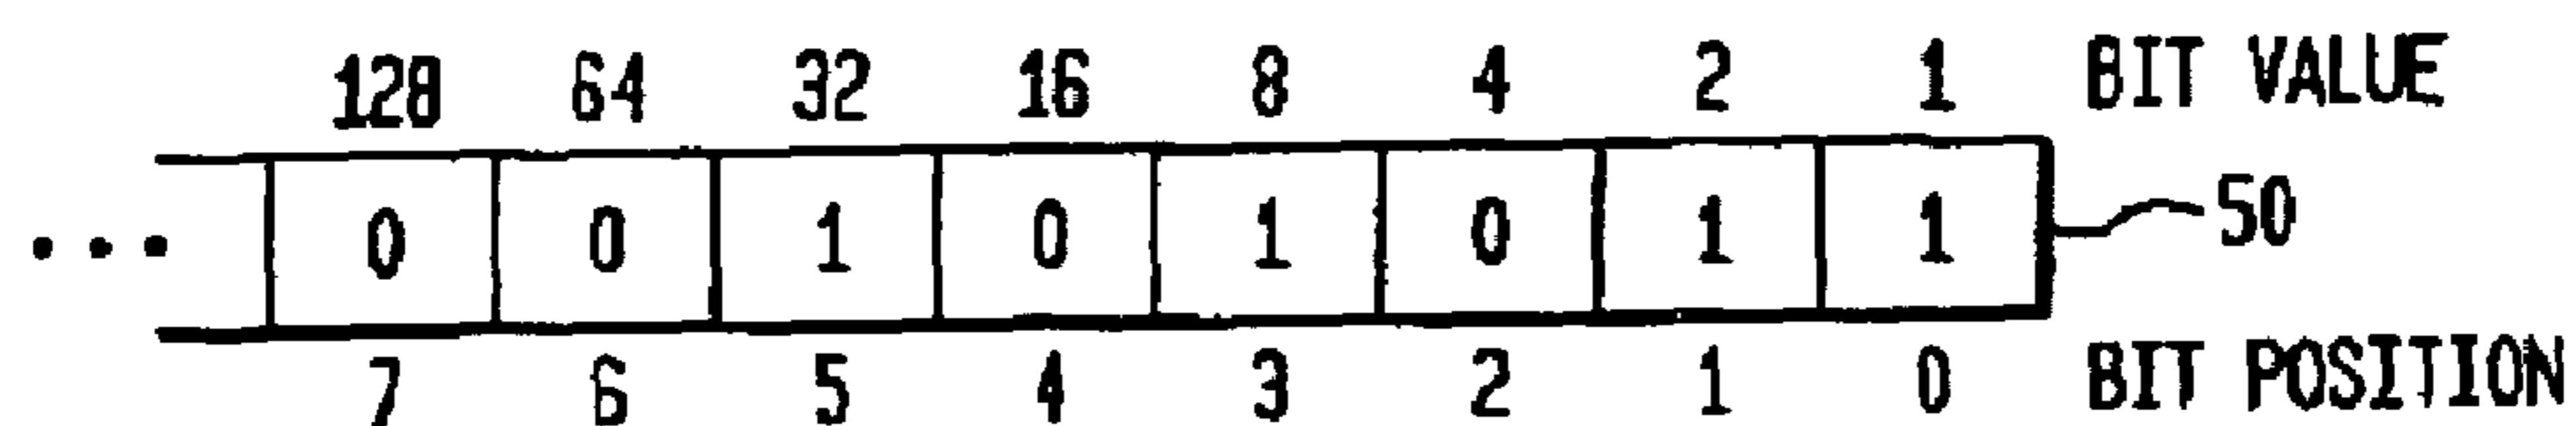 128 64 32 16 8 4 2 1 BIT VALUE
0 0 1 0 1 0 1 1 50
7 6 5 4 3 2 1 0 BIT POSITION